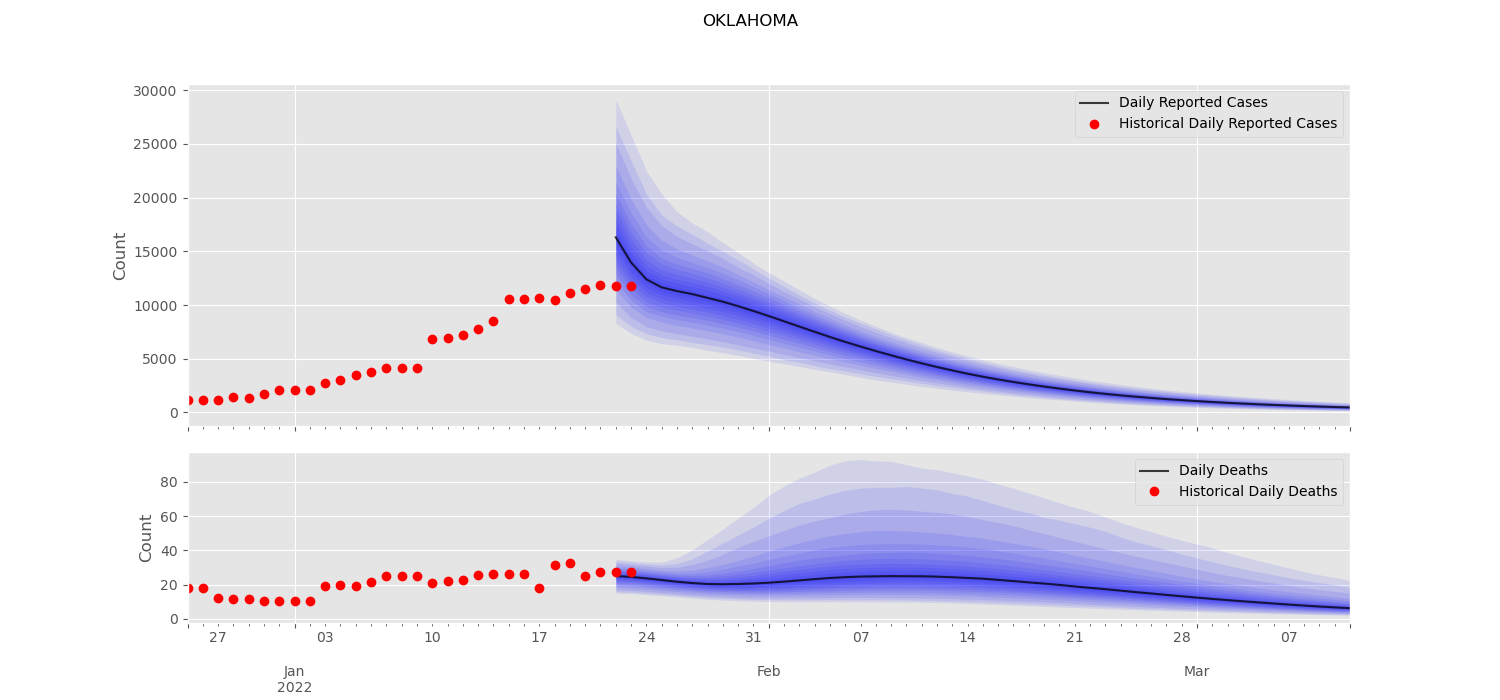 OKLAHOMA
30000
25000
20000
15000
10000
5000
0
Count
Daily Reported Cases
Historical Daily Reported Cases
80
60
40
20
0
Count
Daily Deaths
Historical Daily Deaths
27 03 10 17 24 31 07 14 21 28 07
Jan Feb Mar
2022